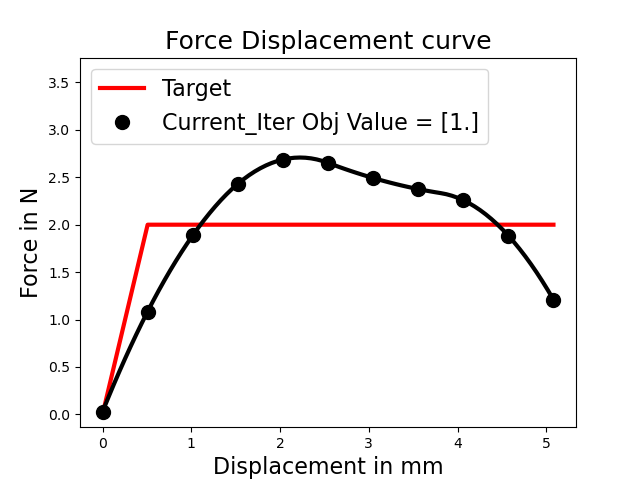 Force Displacement curve
Target
Current_Iter Obj Value = [1.]
Force in N
3.5
3.0
2.5
2.0
1.5
1.0
0.5
0.0
0 1 2 3 4 5
Displacement in mm